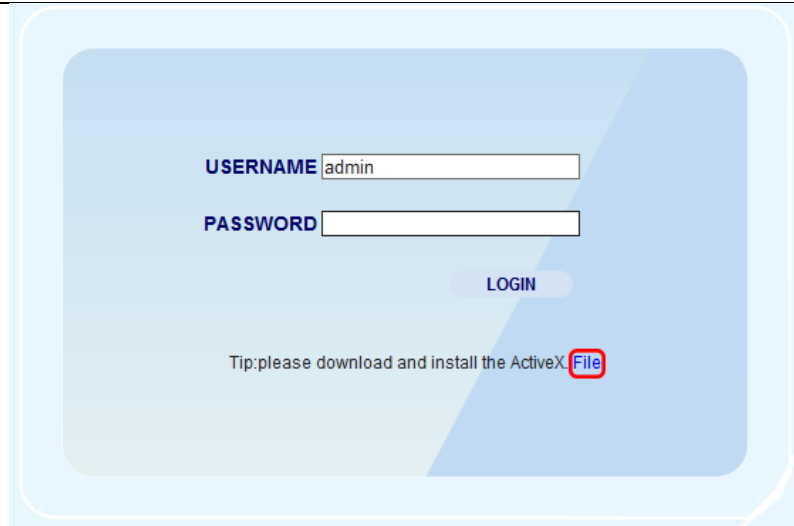 USERNAME admin
PASSWORD
LOGIN
Tip:please download and install the ActiveX. File